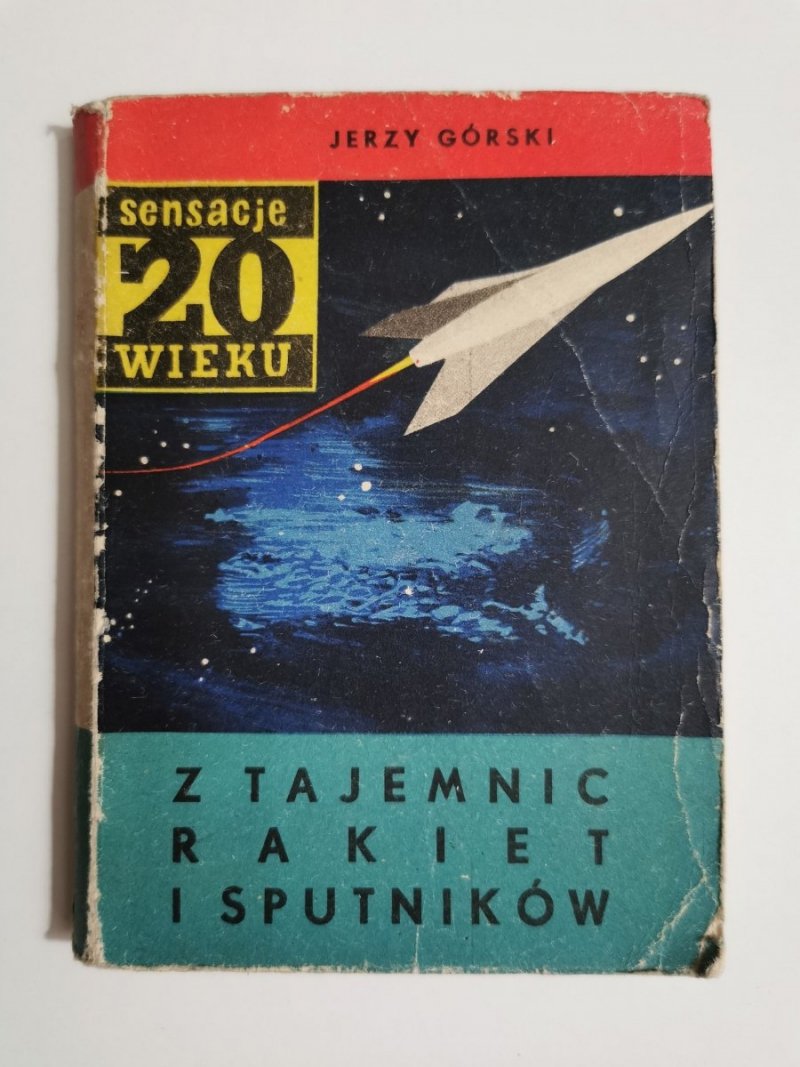 JERZY GÓRSKI
sensacje
20
WIEKU
Z TAJEMNIC
RAKIET
I SPUTNIKÓW